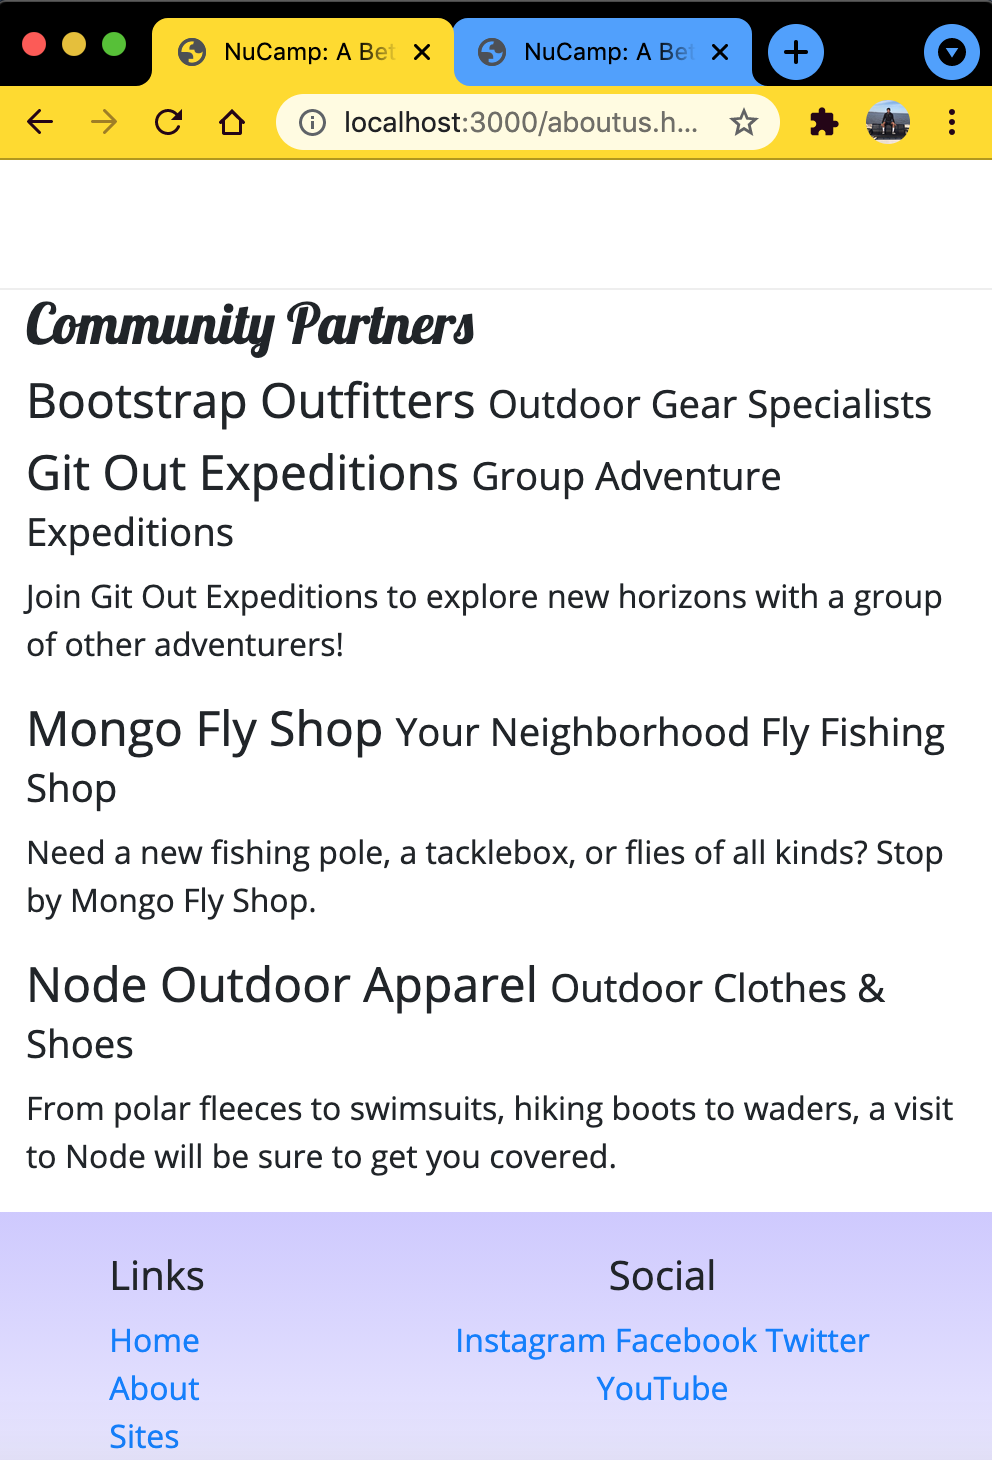 NuCamp: A Bet
NuCamp: A Bet
localhost:3000/aboutus.h...
Community Partners
Bootstrap Outfitters Outdoor Gear Specialists
Git Out Expeditions Group Adventure
Expeditions
Join Git Out Expeditions to explore new horizons with a group
of other adventurers!
Mongo Fly Shop Your Neighborhood Fly Fishing
Shop
Need a new fishing pole, a tacklebox, or flies of all kinds? Stop
by Mongo Fly Shop.
Node Outdoor Apparel Outdoor Clothes &
Shoes
From polar fleeces to swimsuits, hiking boots to waders, a visit
to Node will be sure to get you covered.
Links
Home
About
Sites
Social
Instagram Facebook Twitter
YouTube